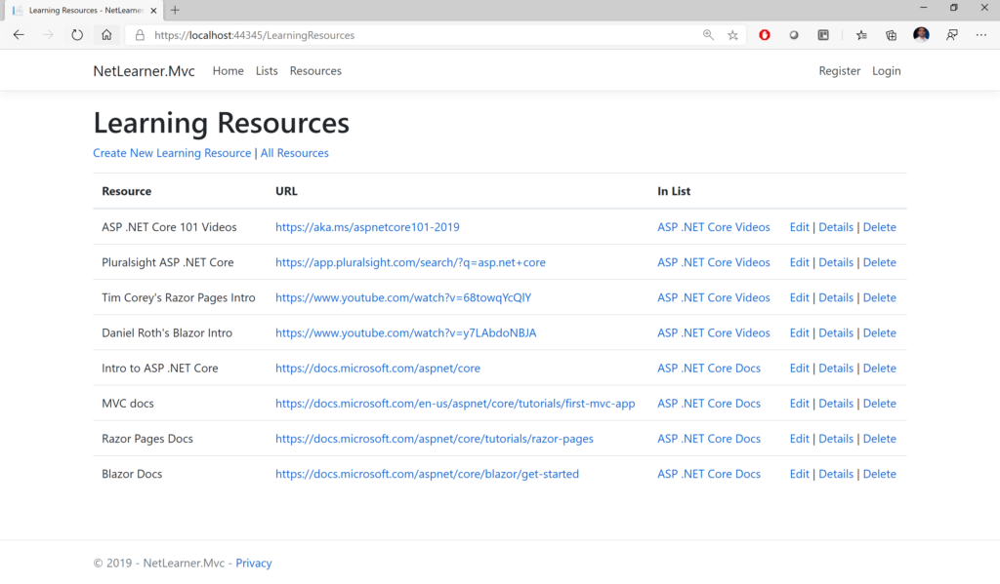 Learning Resources - NetLearner
https://localhost:44345/LearningResources
NetLearner.Mvc Home Lists Resources Register Login
Learning Resources
Create New Learning Resource | All Resources
Resource URL In List
ASP .NET Core 101 Videos https://aka.ms/aspnetcore101-2019 ASP .NET Core Videos Edit | Details | Delete
Pluralsight ASP .NET Core https://app.pluralsight.com/search/?q=asp.net+core ASP .NET Core Videos Edit | Details | Delete
Tim Corey's Razor Pages Intro https://www.youtube.com/watch?v=68towqYcQlY ASP .NET Core Videos Edit | Details | Delete
Daniel Roth's Blazor Intro https://www.youtube.com/watch?v=y7LAbdoNBJA ASP .NET Core Videos Edit | Details | Delete
Intro to ASP .NET Core https://docs.microsoft.com/aspnet/core ASP .NET Core Docs Edit | Details | Delete
MVC docs https://docs.microsoft.com/en-us/aspnet/core/tutorials/first-mvc-app ASP .NET Core Docs Edit | Details | Delete
Razor Pages Docs https://docs.microsoft.com/aspnet/core/tutorials/razor-pages ASP .NET Core Docs Edit | Details | Delete
Blazor Docs https://docs.microsoft.com/aspnet/core/blazor/get-started ASP .NET Core Docs Edit | Details | Delete
© 2019 - NetLearner.Mvc - Privacy